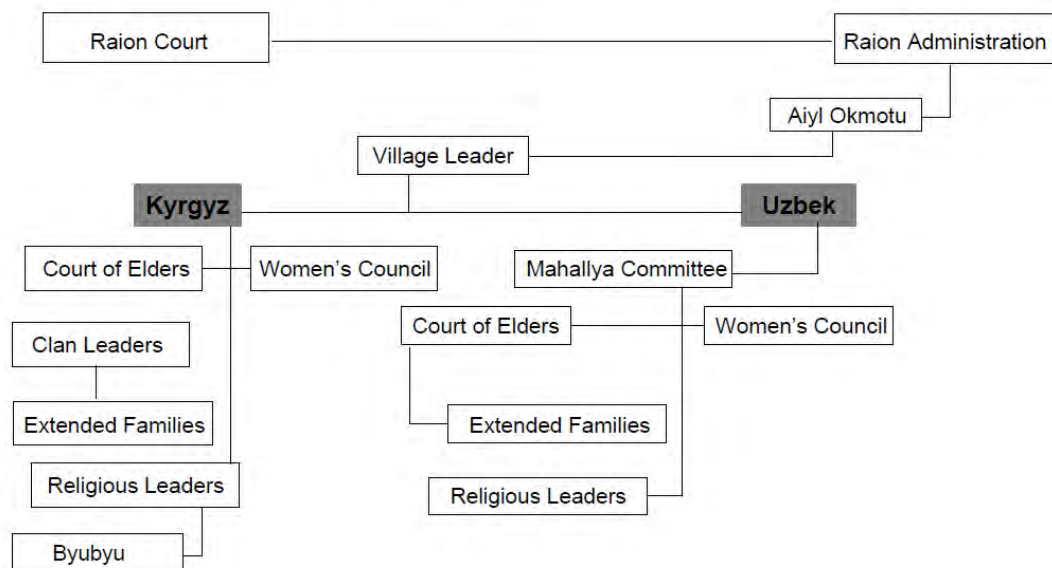 Raion Court
Raion Administration
Aiyl Okmotu
Village Leader
Kyrgyz
Uzbek
Court of Elders
Women's Council
Mahallya Committee
Court of Elders
Women's Council
Clan Leaders
Extended Families
Extended Families
Religious Leaders
Religious Leaders
Byubyu